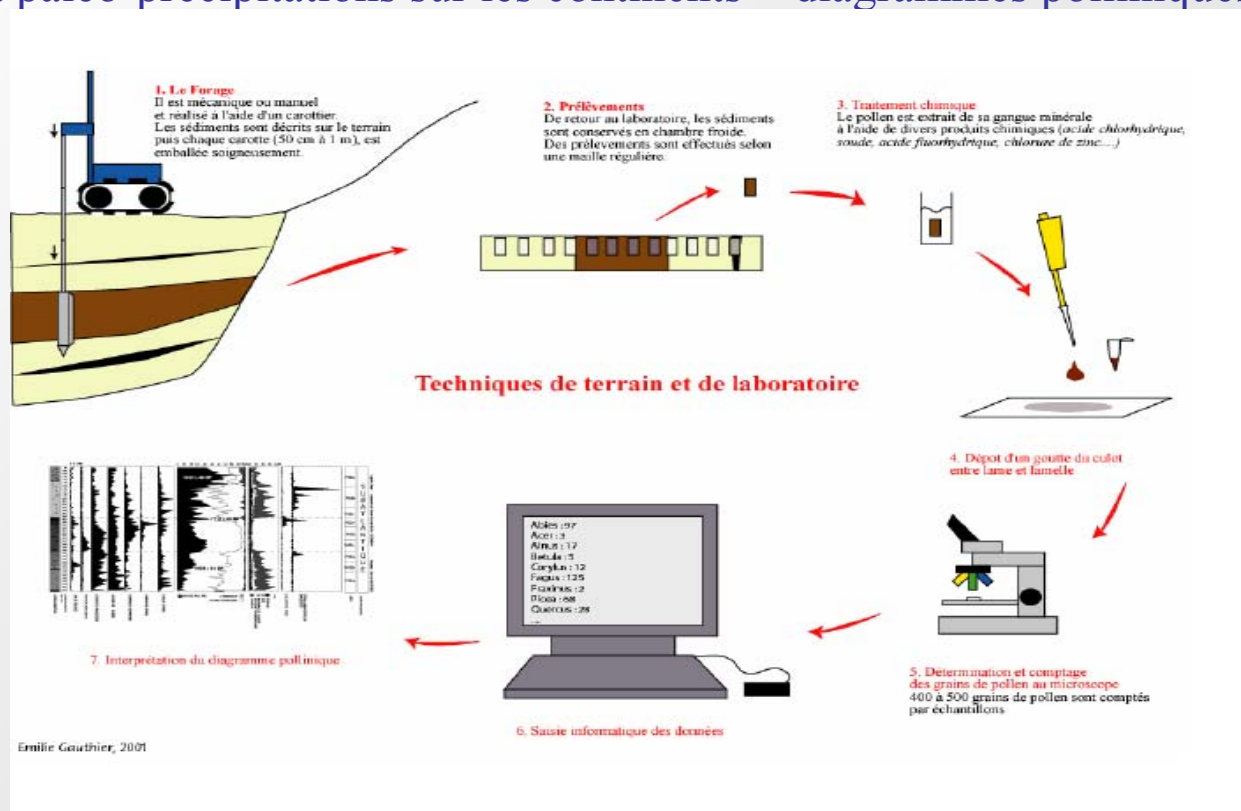 paléo-précipitations sur les continents – diagrammes polliniques
1. Le Forage
Il est mécanique ou manuel
et réalisé à l'aide d'un carottier.
Les sédiments sont décrits sur le terrain
puis chaque carotte (50 cm à 1 m), est
emballée soigneusement.
2. Prélèvements
De retour au laboratoire, les sédiments
sont conservés en chambre froide.
Des prélevements sont effectués selon
une maille régulière.
3. Traitement chimique
Le pollen est extrait de sa gangue minérale
à l'aide de divers produits chimiques (acide chlorhydrique,
soude, acide fluorhydrique, chlorure de zinc....)
Techniques de terrain et de laboratoire
4. Dépot d'un goutte du culot
entre lame et lamelle
Abies : 97
Acer : 3
Alnus : 17
Betula : 5
Corylus : 12
Fagus : 125
Fraxinus : 2
Picea : 68
Quercus : 28
...
5. Détermination et comptage
des grains de pollen au microscope
400 à 500 grains de pollen sont comptés
par échantillons
6. Saisie informatique des données
7. Interprétation du diagramme pollinique
Emilie Gauthier, 2001